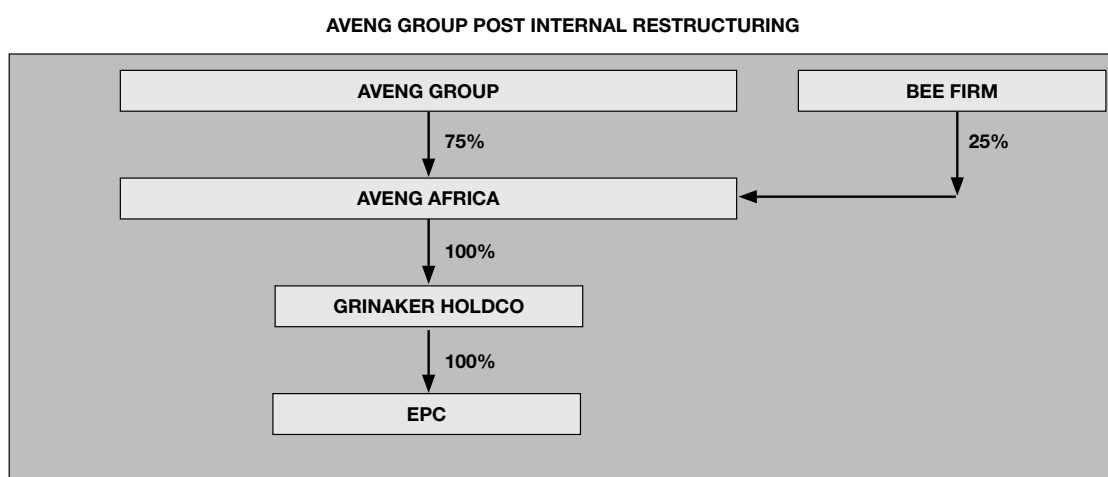 AVENG GROUP POST INTERNAL RESTRUCTURING
AVENG GROUP
BEE FIRM
75%
25%
AVENG AFRICA
100%
GRINAKER HOLDCO
100%
EPC